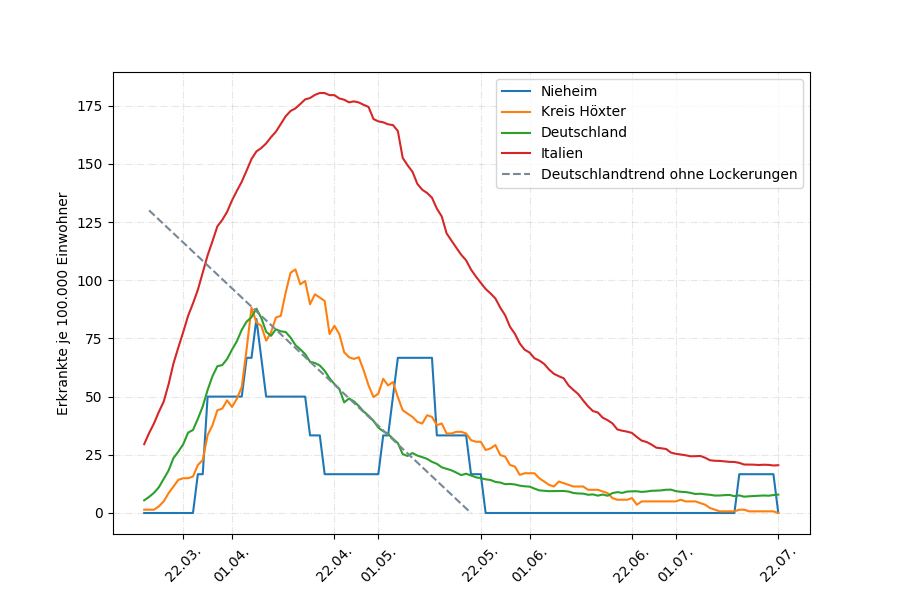 Nieheim
Kreis Höxter
Deutschland
Italien
Deutschlandtrend ohne Lockerungen
Erkrankte je 100.000 Einwohner
175
150
125
100
75
50
25
0
22.03.
01.04.
22.04.
01.05.
22.05.
01.06.
22.06.
01.07.
22.07.